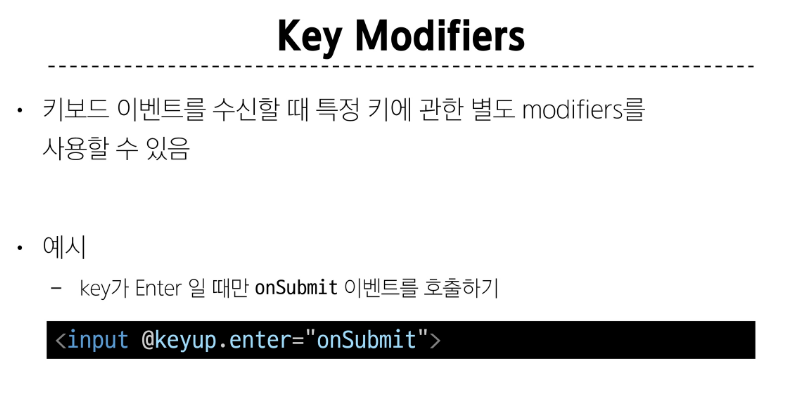 Key Modifiers
• 키보드 이벤트를 수신할 때 특정 키에 관한 별도 modifiers를
사용할 수 있음
• 예시
– key가 Enter 일 때만 onSubmit 이벤트를 호출하기
<input @keyup.enter="onSubmit">